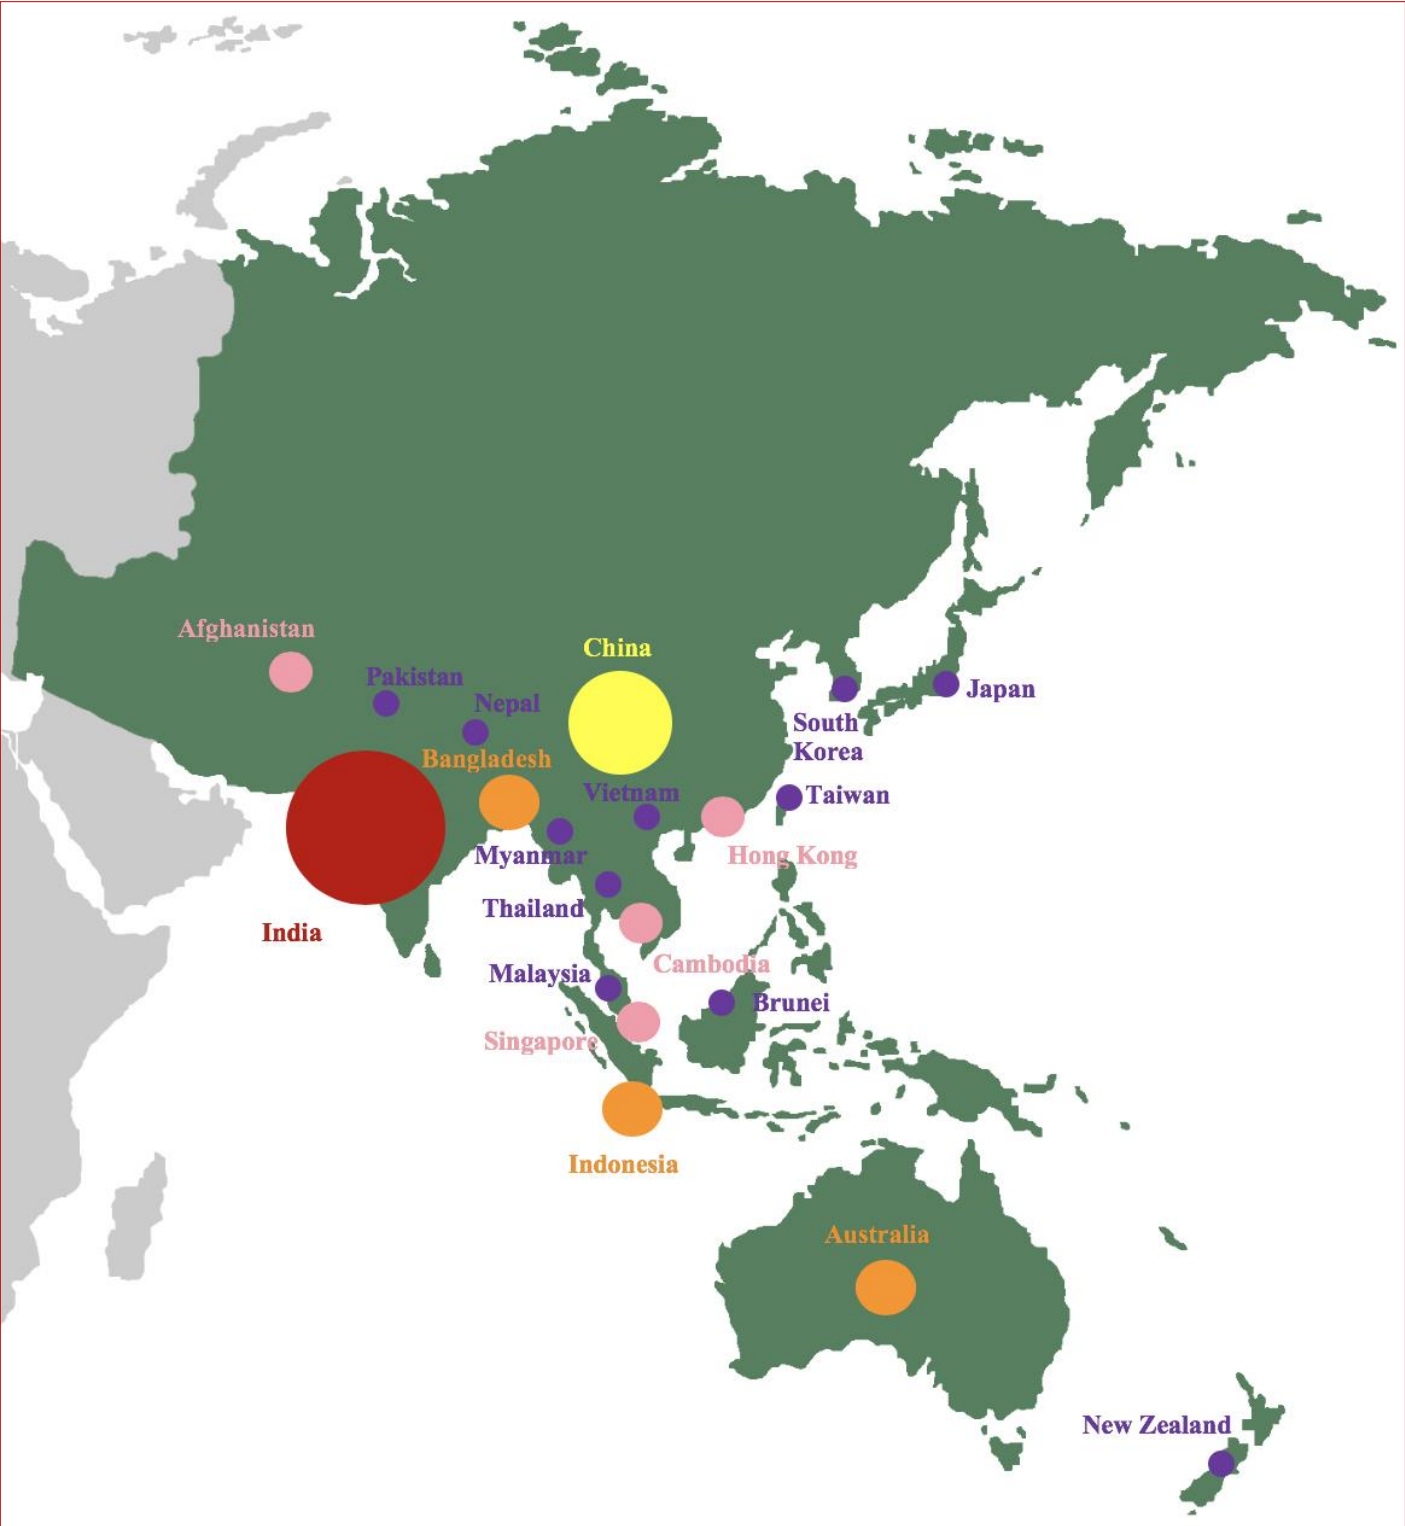 Afghanistan
China
Pakistan
Nepal
Japan
South
Korea
Bangladesh
Vietnam
Taiwan
Myanmar
Hong Kong
Thailand
India
Cambodia
Malaysia
Brunei
Singapore
Indonesia
Australia
New Zealand